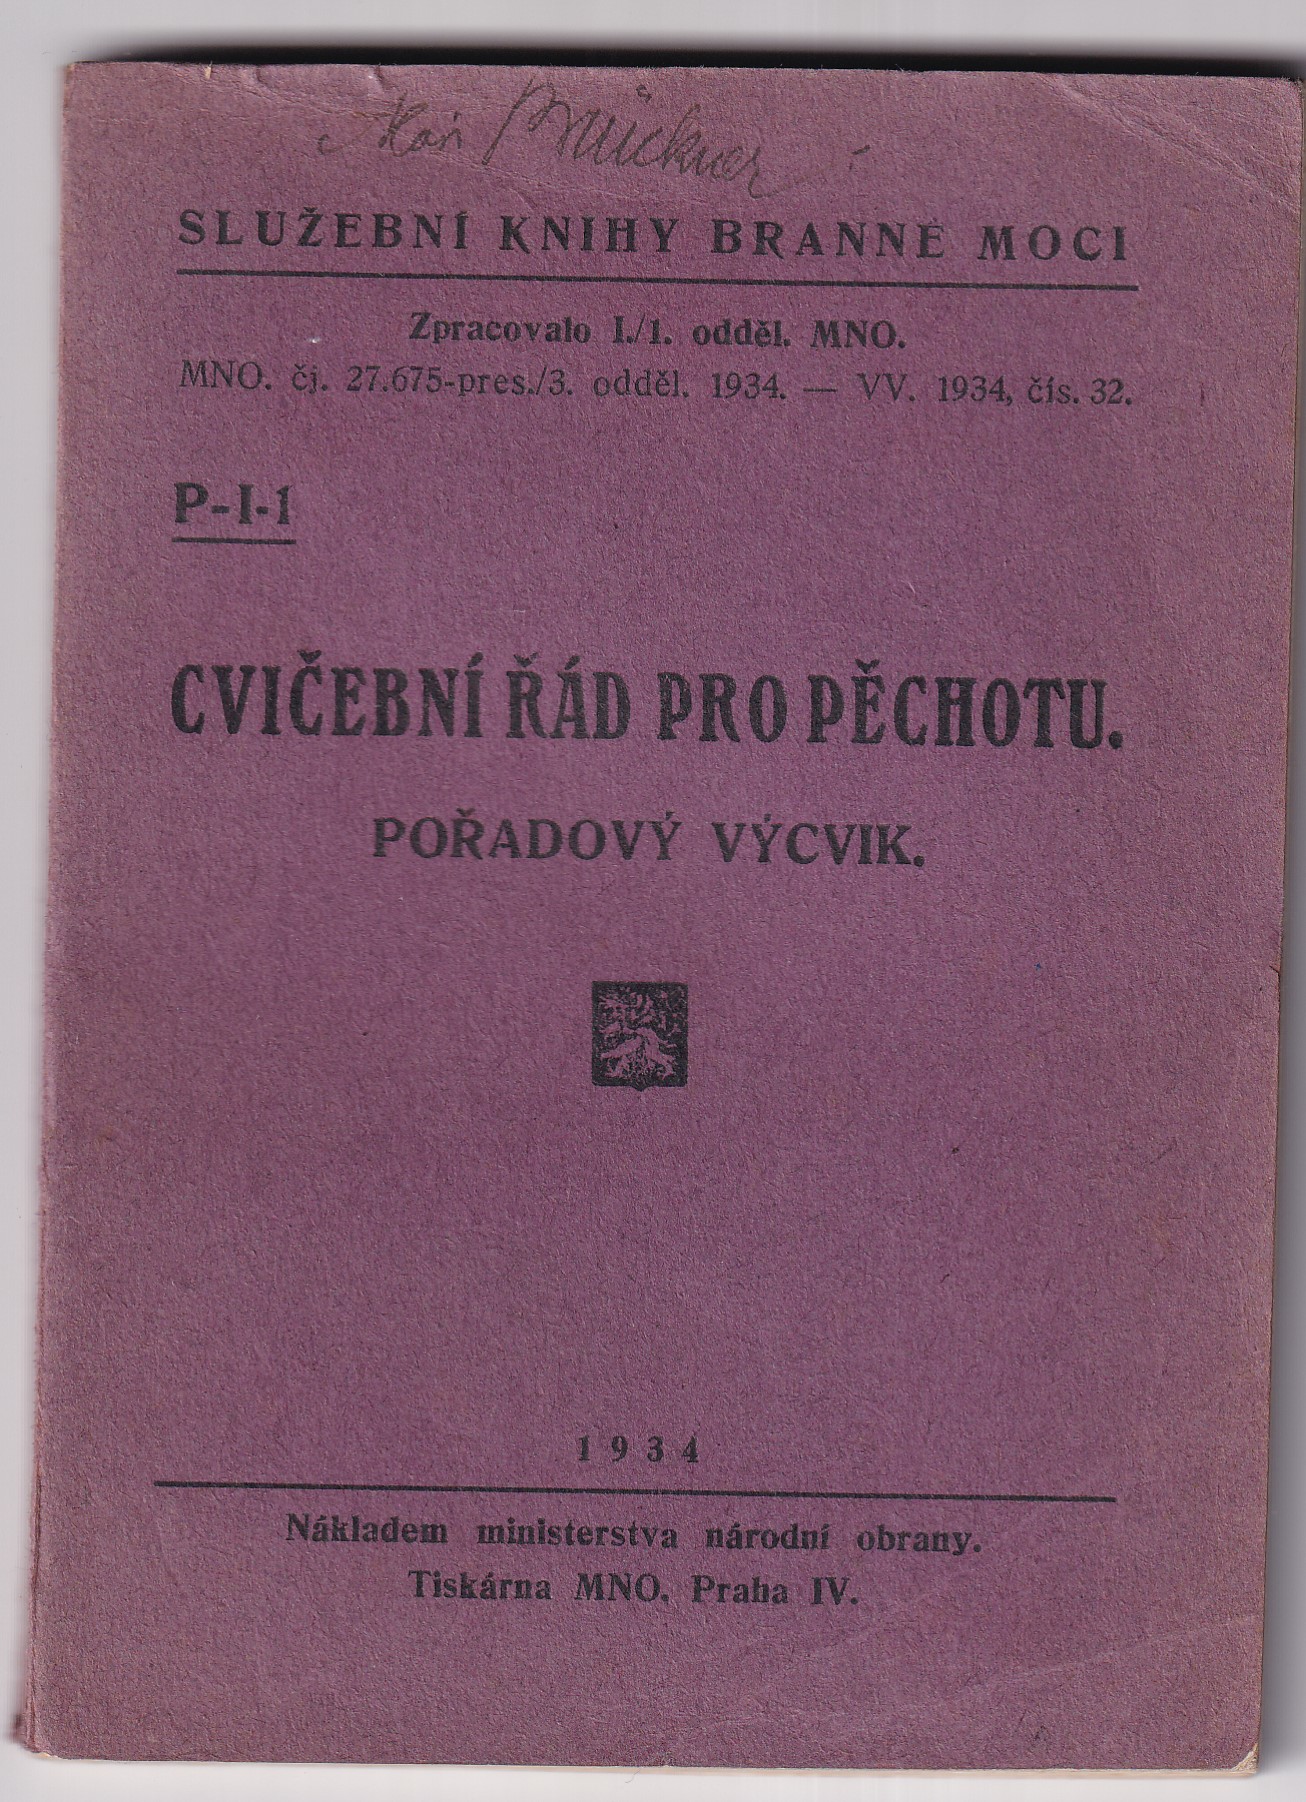 Brückner
SLUŽEBNÍ KNIHY BRANNÉ MOCI
Zpracovalo I./1. odděl. MNO.
MNO. čj. 27.675-pres./3. odděl. 1934. — VV. 1934, čís. 32.
P-I-1
CVIČEBNÍ ŘÁD PRO PĚCHOTU.
POŘADOVÝ VÝCVIK.
1934
Nákladem ministerstva národní obrany.
Tiskárna MNO, Praha IV.